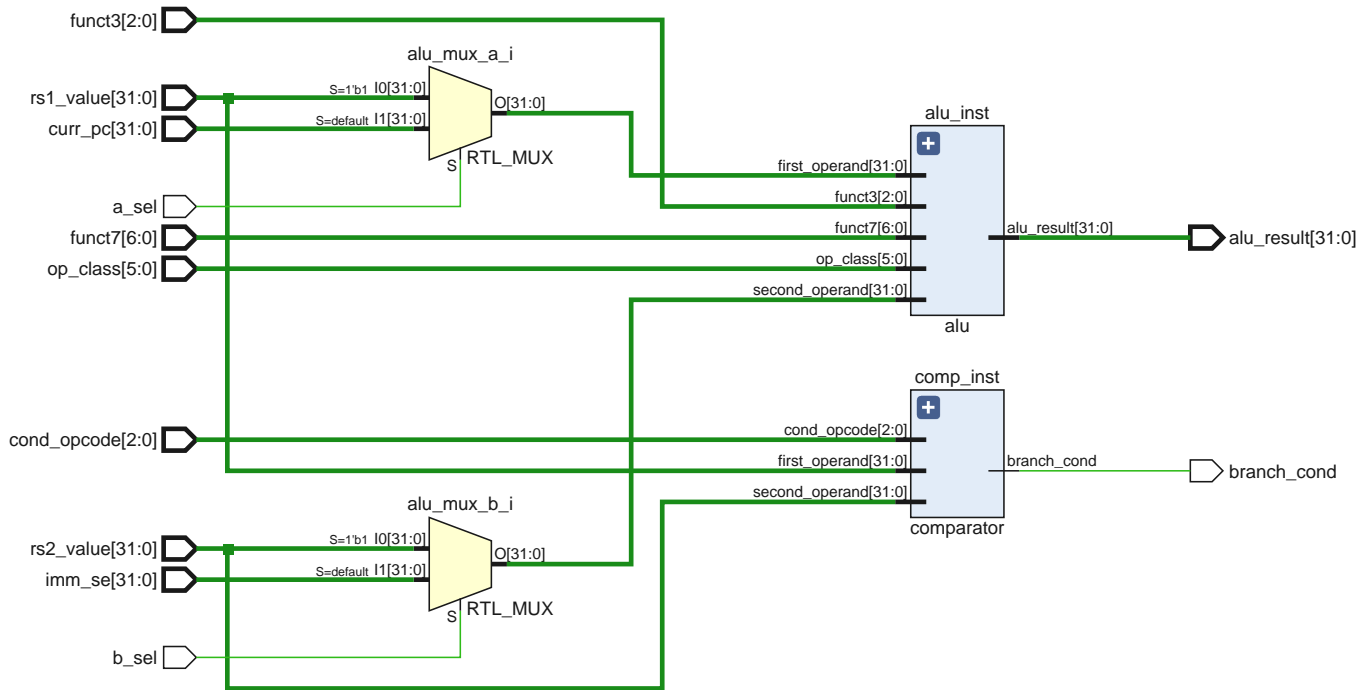 funct3[2:0]
alu_mux_a_i
rs1_value[31:0]
S=1'b1 I0[31:0]
O[31:0]
curr_pc[31:0]
S=default I1[31:0]
S
RTL_MUX
a_sel
funct7[6:0]
op_class[5:0]
alu_inst
first_operand[31:0]
funct3[2:0]
funct7[6:0]
op_class[5:0]
second_operand[31:0]
alu_result[31:0]
alu
alu_result[31:0]
comp_inst
cond_opcode[2:0]
cond_opcode[2:0]
first_operand[31:0]
second_operand[31:0]
branch_cond
comparator
branch_cond
alu_mux_b_i
rs2_value[31:0]
S=1'b1 I0[31:0]
O[31:0]
imm_se[31:0]
S=default I1[31:0]
S
RTL_MUX
b_sel